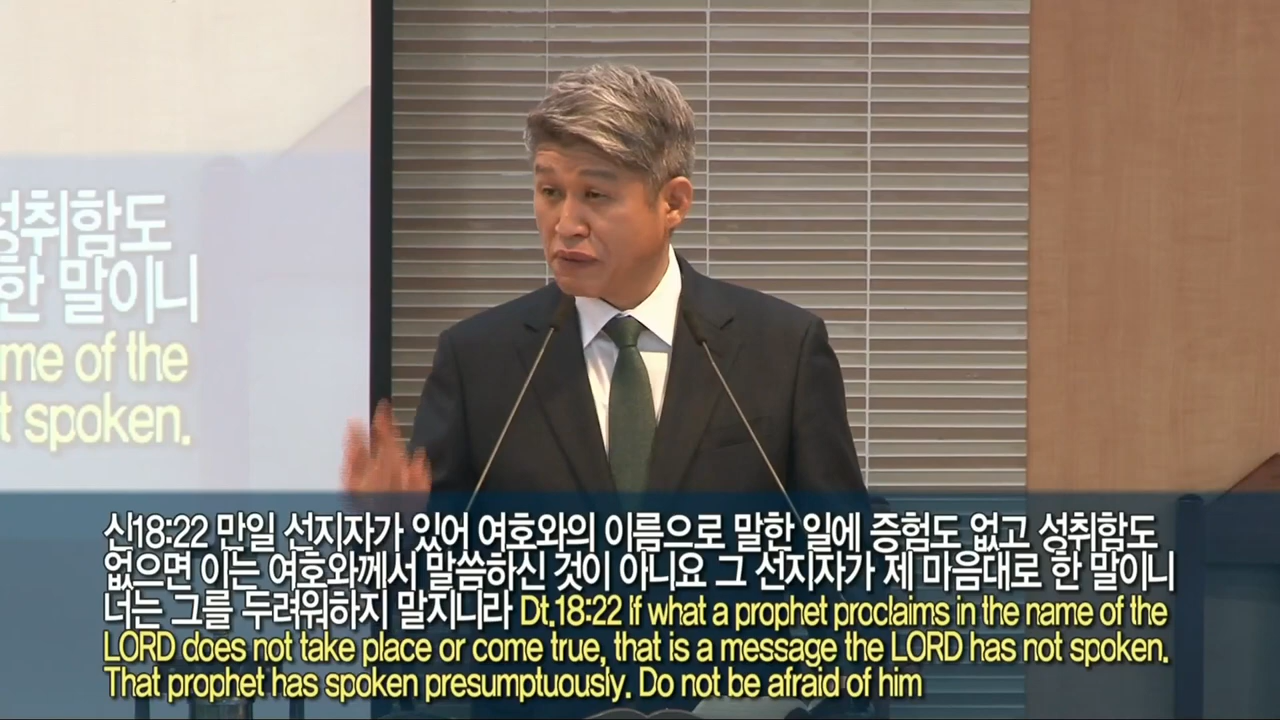 성취함도
한 말이니
me of the
t spoken.
신18:22 만일 선지자가 있어 여호와의 이름으로 말한 일에 증험도 없고 성취함도
없으면 이는 여호와께서 말씀하신 것이 아니요 그 선지자가 제 마음대로 한 말이니
너는 그를 두려워하지 말지니라 Dt.18:22 If what a prophet proclaims in the name of the
LORD does not take place or come true, that is a message the LORD has not spoken.
That prophet has spoken presumptuously. Do not be afraid of him